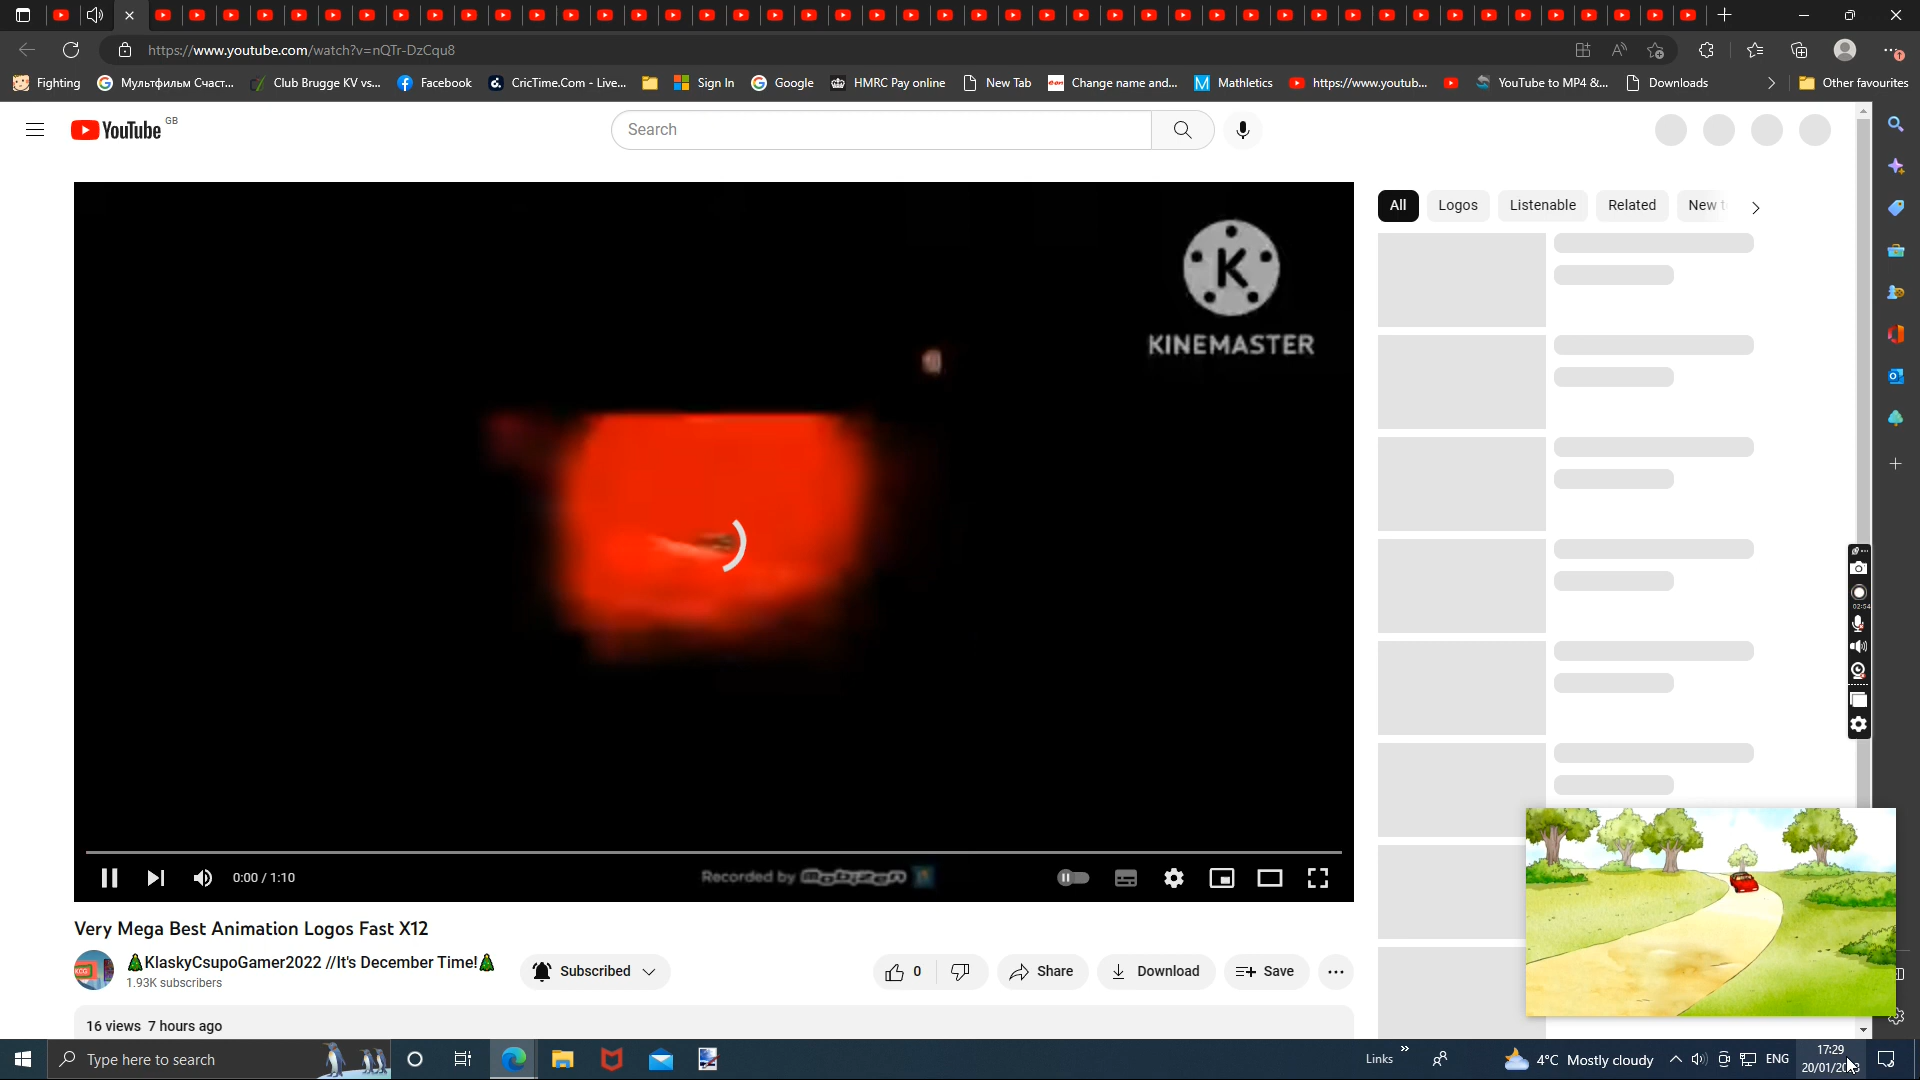 https://www.youtube.com/watch?v=nQTr-DzCqu8
Fighting
Мультфильм Счаст...
Club Brugge KV vs...
Facebook
CricTime.Com - Live...
Sign In
Google
HMRC Pay online
New Tab
Change name and...
Mathletics
https://www.youtub...
YouTube to MP4 &...
Downloads
Other favourites
YouTube GB
Search
All
Logos
Listenable
Related
New t
K
KINEMASTER
02:54
0:00 / 1:10
Recorded by Mobizen
Very Mega Best Animation Logos Fast X12
KlaskyCsupoGamer2022 //It's December Time!
1.93K subscribers
Subscribed
0
Share
Download
Save
16 views 7 hours ago
Type here to search
Links
4°C Mostly cloudy
ENG
17:29